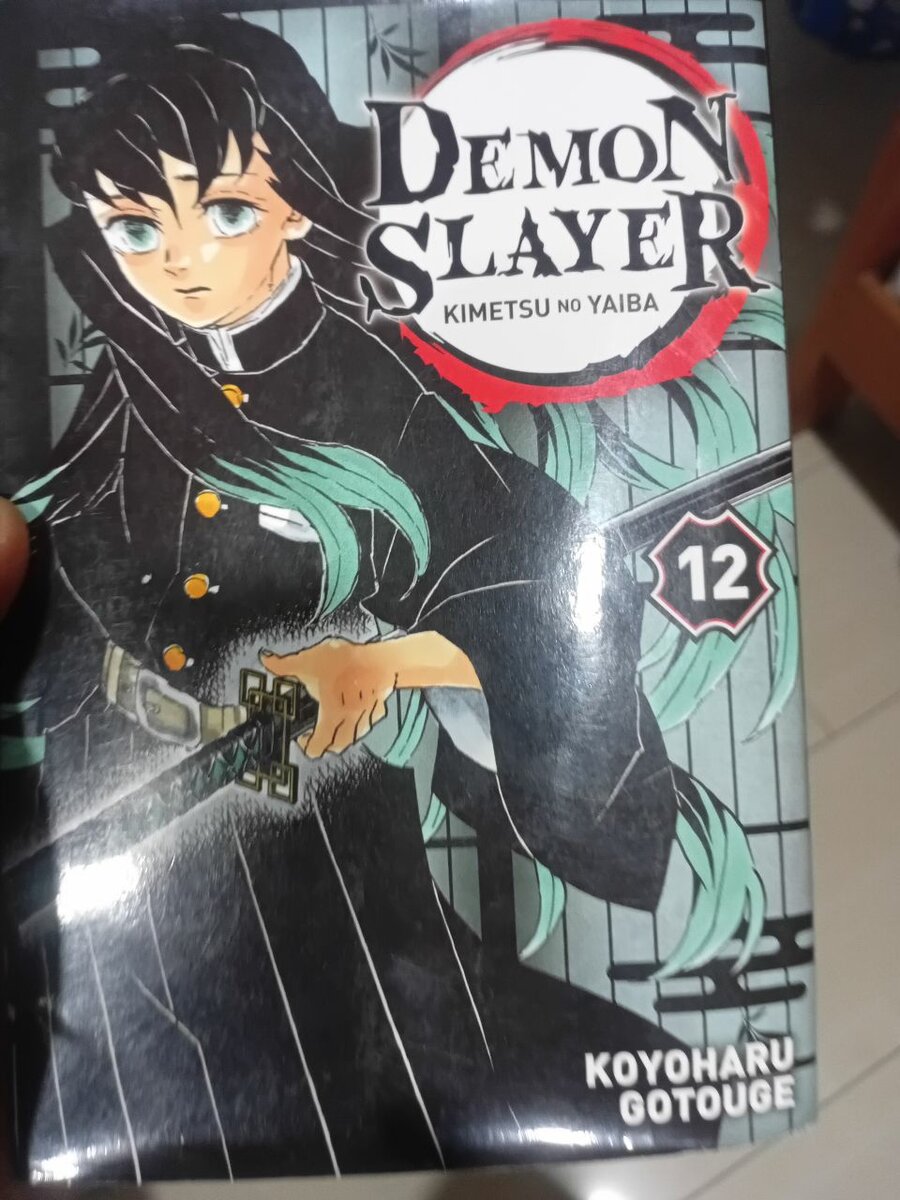 DEMON
SLAYER
KIMETSU NO YAIBA
12
KOYOHARU
GOTOUGE